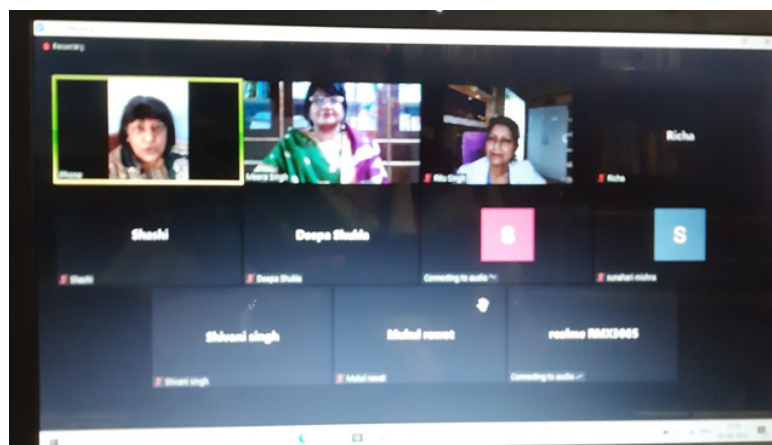 Recording
iPhone
Meera Singh
Ritu Singh
Richa
Richa
Shashi
Shashi
Deepa Shukla
Deepa Shukla
S
Connecting to audio
S
sunahari mishra
Shivani singh
Shivani singh
Mukul rawat
Mukul rawat
realme RMX3085
Connecting to audio